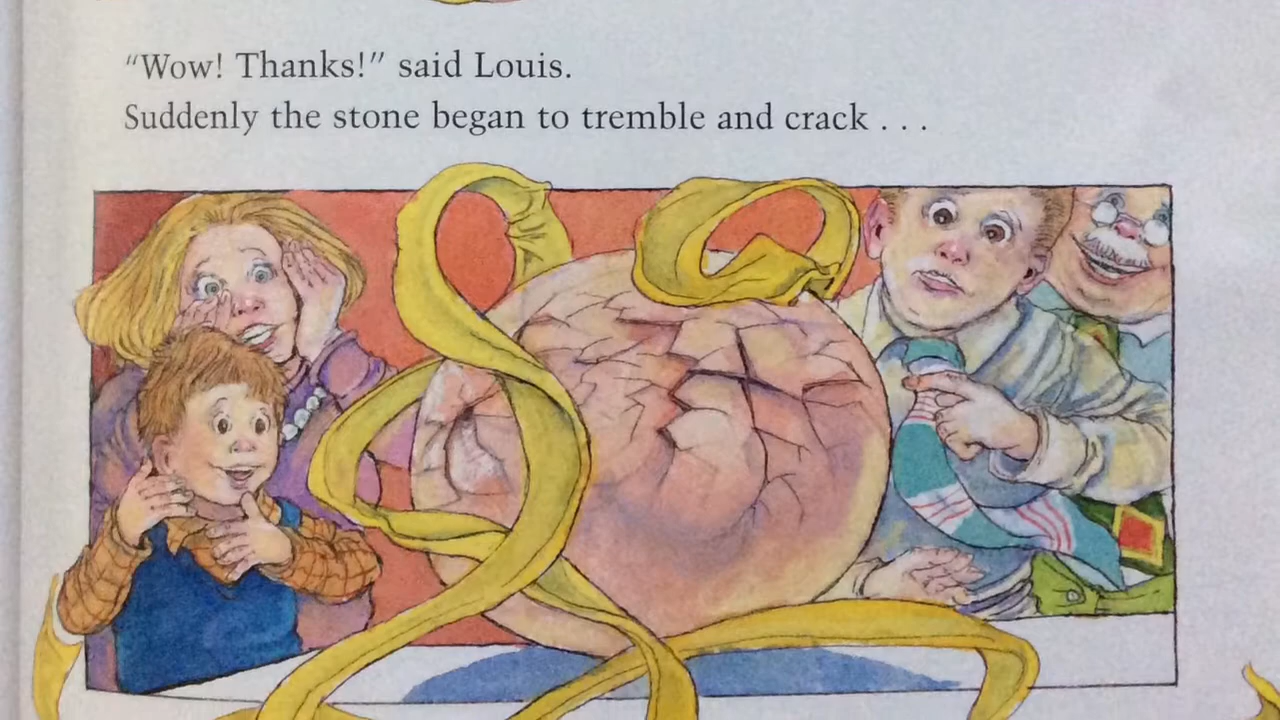 “Wow! Thanks!” said Louis.
Suddenly the stone began to tremble and crack . . .